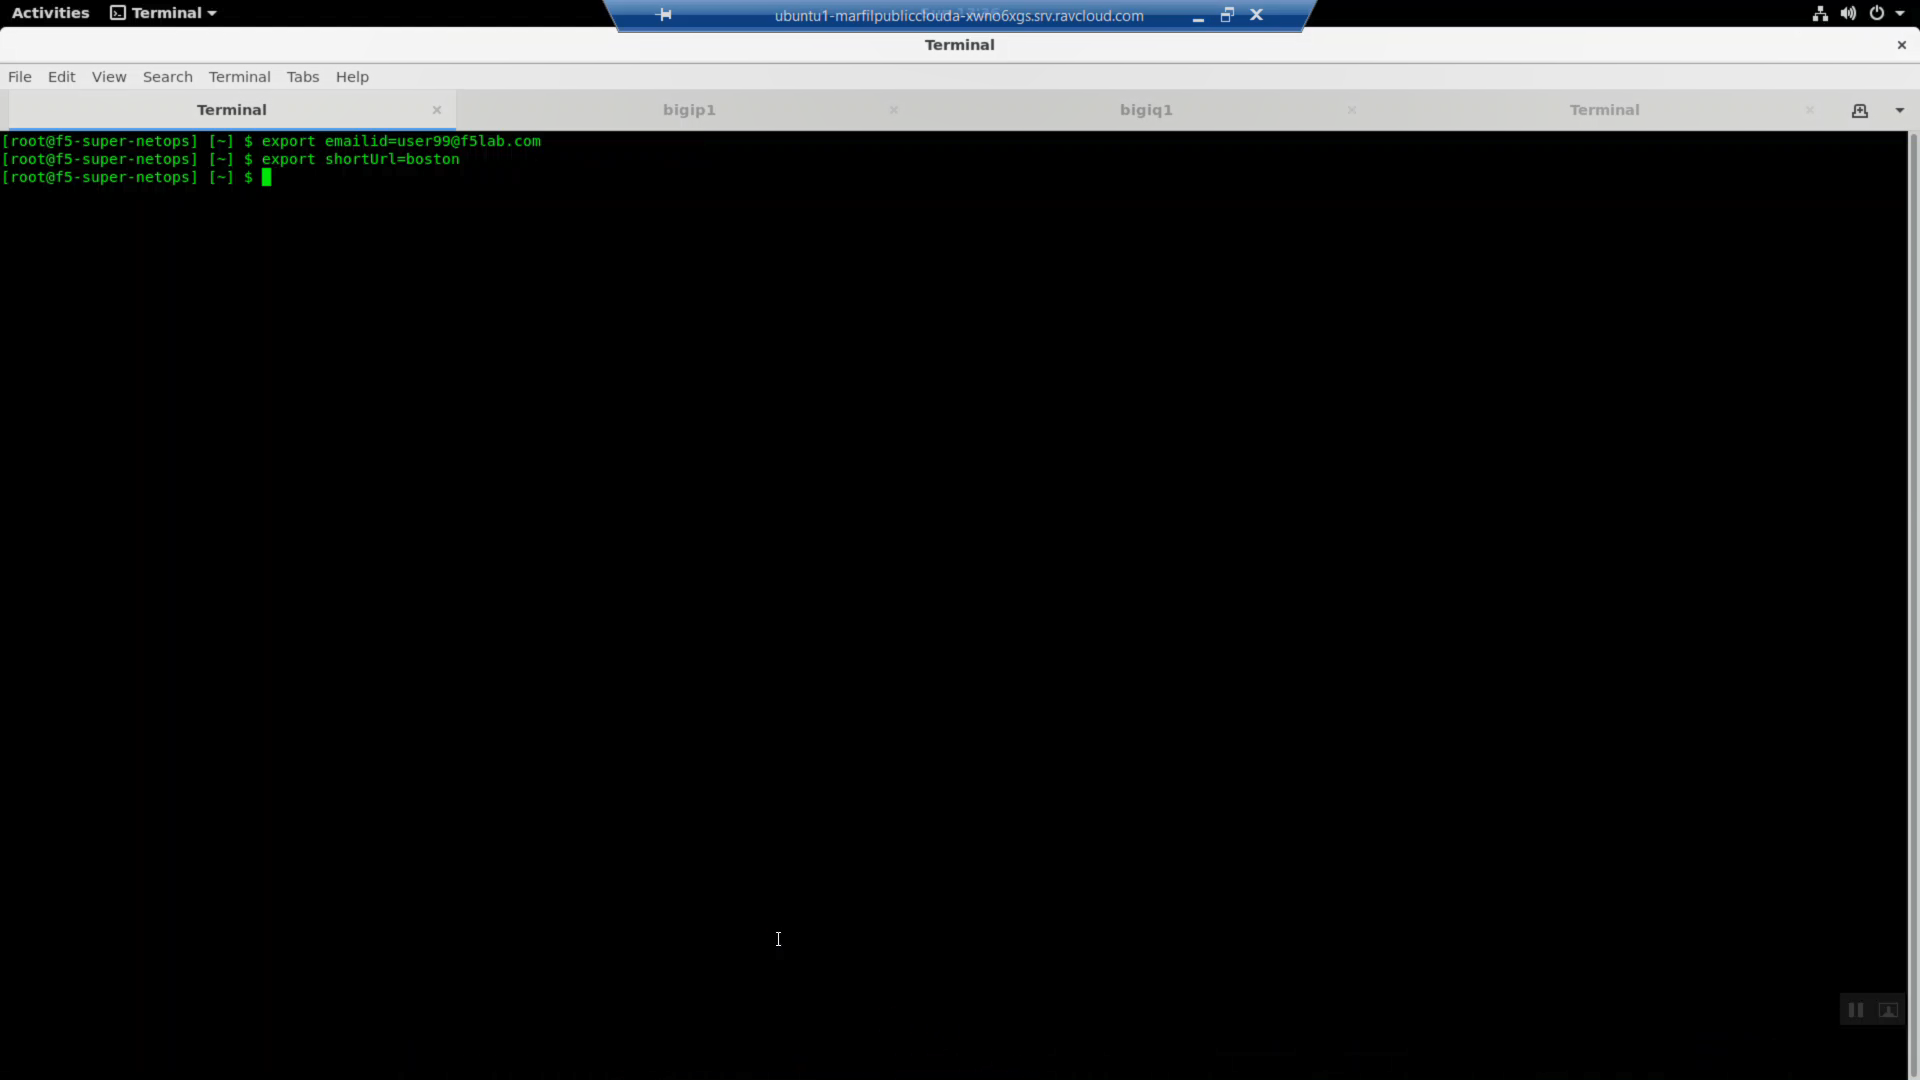 Activities Terminal
ubuntu1-marfilpublicclouda-xwno6xgs.srv.ravcloud.com
Terminal
File Edit View Search Terminal Tabs Help
Terminal bigip1 bigiq1 Terminal
[root@f5-super-netops] [~] $ export emailid=user99@f5lab.com
[root@f5-super-netops] [~] $ export shortUrl=boston
[root@f5-super-netops] [~] $